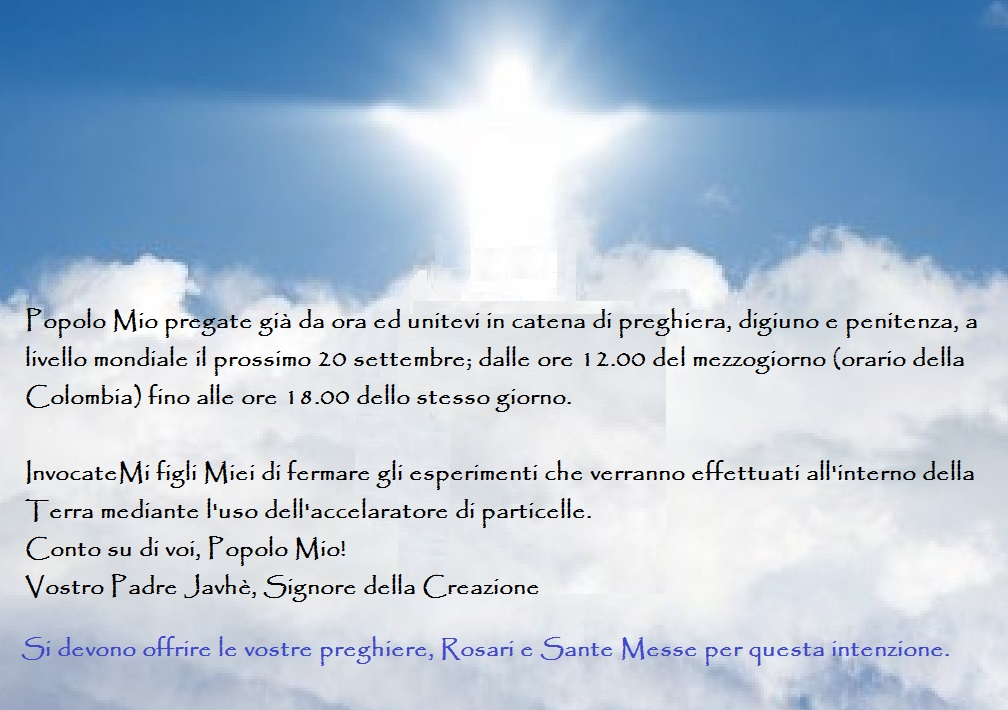 Popolo Mio pregate già da ora ed unitevi in catena di preghiera, digiuno e penitenza, a
livello mondiale il prossimo 20 settembre; dalle ore 12.00 del mezzogiorno (orario della
Colombia) fino alle ore 18.00 dello stesso giorno.
InvocateMi figli Miei di fermare gli esperimenti che verranno effettuati all'interno della
Terra mediante l'uso dell'accelaratore di particelle.
Conto su di voi, Popolo Mio!
Vostro Padre Javhè, Signore della Creazione
Si devono offrire le vostre preghiere, Rosari e Sante Messe per questa intenzione.